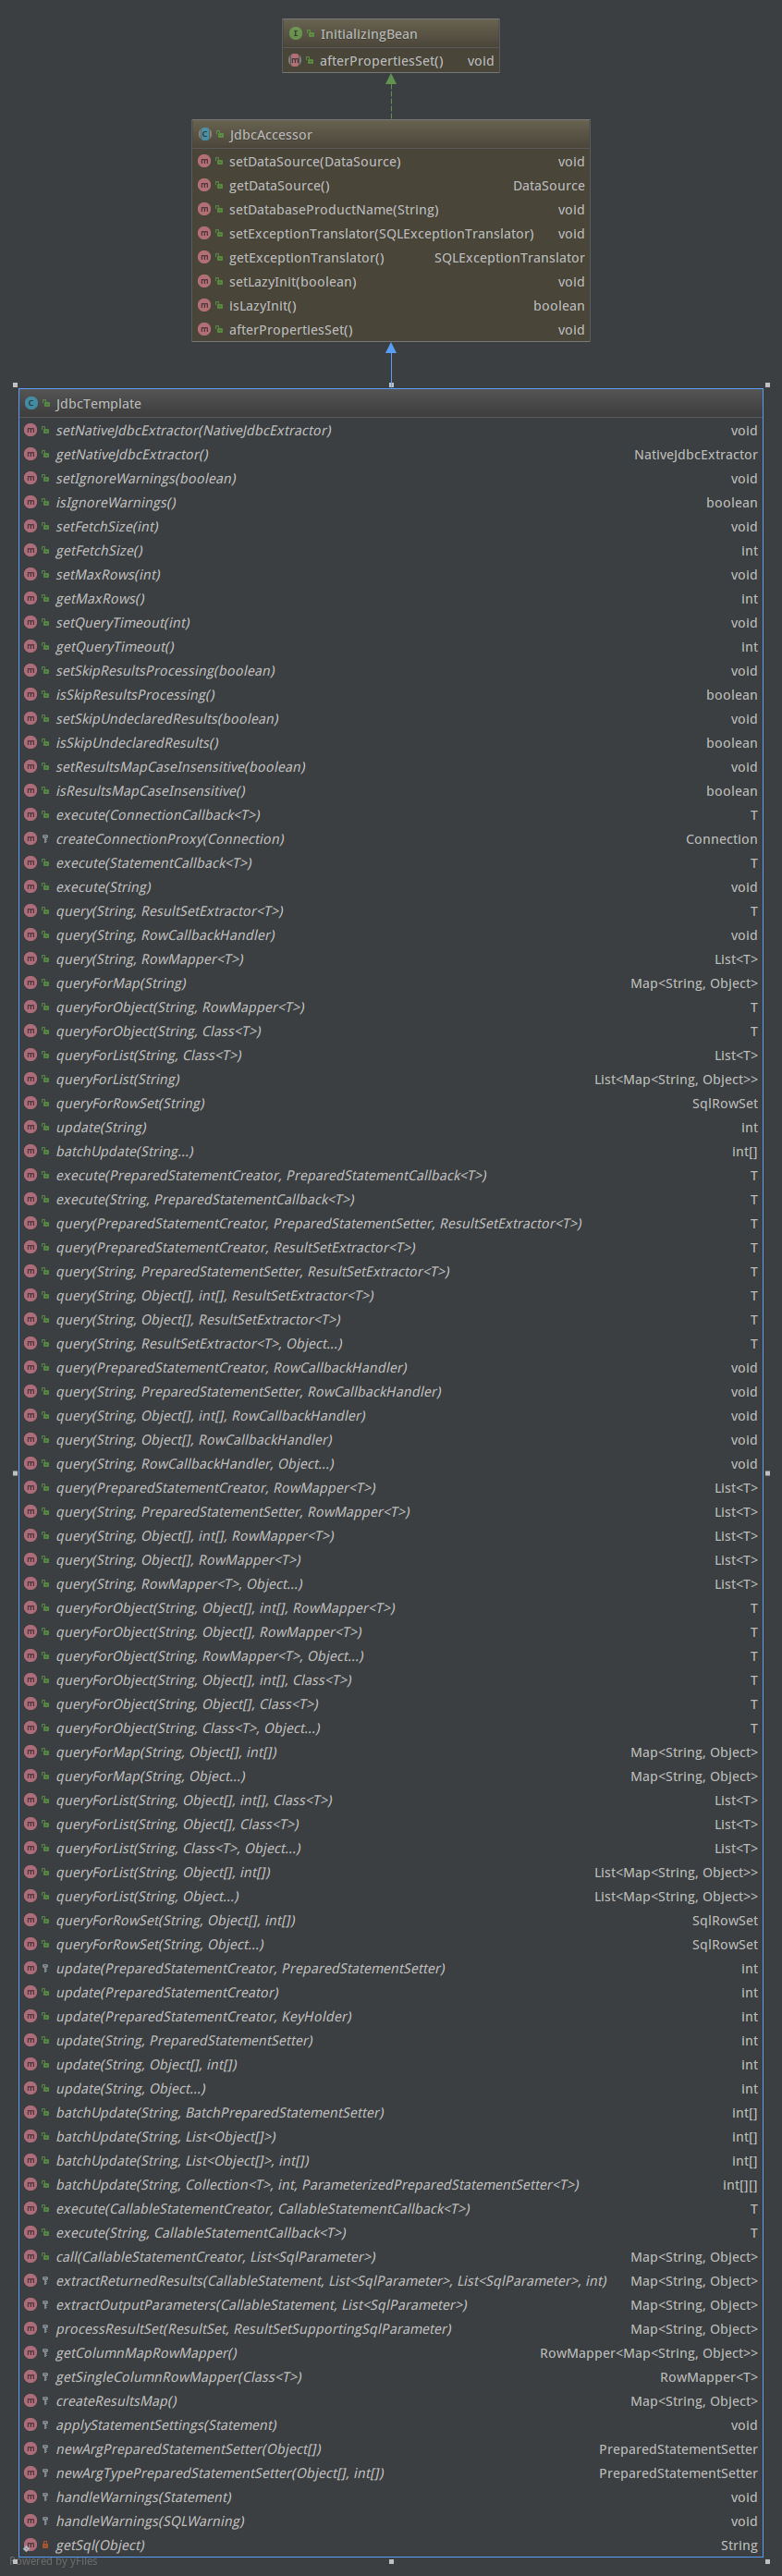 InitializingBean
afterPropertiesSet() void
JdbcAccessor
setDataSource(DataSource) void
getDataSource() DataSource
setDatabaseProductName(String) void
setExceptionTranslator(SQLExceptionTranslator) void
getExceptionTranslator() SQLExceptionTranslator
setLazyInit(boolean) void
isLazyInit() boolean
afterPropertiesSet() void
JdbcTemplate
setNativeJdbcExtractor(NativeJdbcExtractor) void
getNativeJdbcExtractor() NativeJdbcExtractor
setIgnoreWarnings(boolean) void
isIgnoreWarnings() boolean
setFetchSize(int) void
getFetchSize() int
setMaxRows(int) void
getMaxRows() int
setQueryTimeout(int) void
getQueryTimeout() int
setSkipResultsProcessing(boolean) void
isSkipResultsProcessing() boolean
setSkipUndeclaredResults(boolean) void
isSkipUndeclaredResults() boolean
setResultsMapCaseInsensitive(boolean) void
isResultsMapCaseInsensitive() boolean
execute(ConnectionCallback<T>) T
createConnectionProxy(Connection) Connection
execute(StatementCallback<T>) T
execute(String) void
query(String, ResultSetExtractor<T>) T
query(String, RowCallbackHandler) void
query(String, RowMapper<T>) List<T>
queryForMap(String) Map<String, Object>
queryForObject(String, RowMapper<T>) T
queryForObject(String, Class<T>) T
queryForList(String, Class<T>) List<T>
queryForList(String) List<Map<String, Object>>
queryForRowSet(String) SqlRowSet
update(String) int
batchUpdate(String...) int[]
execute(PreparedStatementCreator, PreparedStatementCallback<T>) T
execute(String, PreparedStatementCallback<T>) T
query(PreparedStatementCreator, PreparedStatementSetter, ResultSetExtractor<T>) T
query(PreparedStatementCreator, ResultSetExtractor<T>) T
query(String, PreparedStatementSetter, ResultSetExtractor<T>) T
query(String, Object[], int[], ResultSetExtractor<T>) T
query(String, Object[], ResultSetExtractor<T>) T
query(String, ResultSetExtractor<T>, Object...) T
query(PreparedStatementCreator, RowCallbackHandler) void
query(String, PreparedStatementSetter, RowCallbackHandler) void
query(String, Object[], int[], RowCallbackHandler) void
query(String, Object[], RowCallbackHandler) void
query(String, RowCallbackHandler, Object...) void
query(PreparedStatementCreator, RowMapper<T>) List<T>
query(String, PreparedStatementSetter, RowMapper<T>) List<T>
query(String, Object[], int[], RowMapper<T>) List<T>
query(String, Object[], RowMapper<T>) List<T>
query(String, RowMapper<T>, Object...) List<T>
queryForObject(String, Object[], int[], RowMapper<T>) T
queryForObject(String, Object[], RowMapper<T>) T
queryForObject(String, RowMapper<T>, Object...) T
queryForObject(String, Object[], int[], Class<T>) T
queryForObject(String, Object[], Class<T>) T
queryForObject(String, Class<T>, Object...) T
queryForMap(String, Object[], int[]) Map<String, Object>
queryForMap(String, Object...) Map<String, Object>
queryForList(String, Object[], int[], Class<T>) List<T>
queryForList(String, Object[], Class<T>) List<T>
queryForList(String, Class<T>, Object...) List<T>
queryForList(String, Object[], int[]) List<Map<String, Object>>
queryForList(String, Object...) List<Map<String, Object>>
queryForRowSet(String, Object[], int[]) SqlRowSet
queryForRowSet(String, Object...) SqlRowSet
update(PreparedStatementCreator, PreparedStatementSetter) int
update(PreparedStatementCreator) int
update(PreparedStatementCreator, KeyHolder) int
update(String, PreparedStatementSetter) int
update(String, Object[], int[]) int
update(String, Object...) int
batchUpdate(String, BatchPreparedStatementSetter) int[]
batchUpdate(String, List<Object[]>) int[]
batchUpdate(String, List<Object[]>, int[]) int[]
batchUpdate(String, Collection<T>, int, ParameterizedPreparedStatementSetter<T>) int[][]
execute(CallableStatementCreator, CallableStatementCallback<T>) T
execute(String, CallableStatementCallback<T>) T
call(CallableStatementCreator, List<SqlParameter>) Map<String, Object>
extractReturnedResults(CallableStatement, List<SqlParameter>, List<SqlParameter>, int) Map<String, Object>
extractOutputParameters(CallableStatement, List<SqlParameter>) Map<String, Object>
processResultSet(ResultSet, ResultSetSupportingSqlParameter) Map<String, Object>
getColumnMapRowMapper() RowMapper<Map<String, Object>>
getSingleColumnRowMapper(Class<T>) RowMapper<T>
createResultsMap() Map<String, Object>
applyStatementSettings(Statement) void
newArgPreparedStatementSetter(Object[]) PreparedStatementSetter
newArgTypePreparedStatementSetter(Object[], int[]) PreparedStatementSetter
handleWarnings(Statement) void
handleWarnings(SQLWarning) void
getSql(Object) String
Powered by yFiles